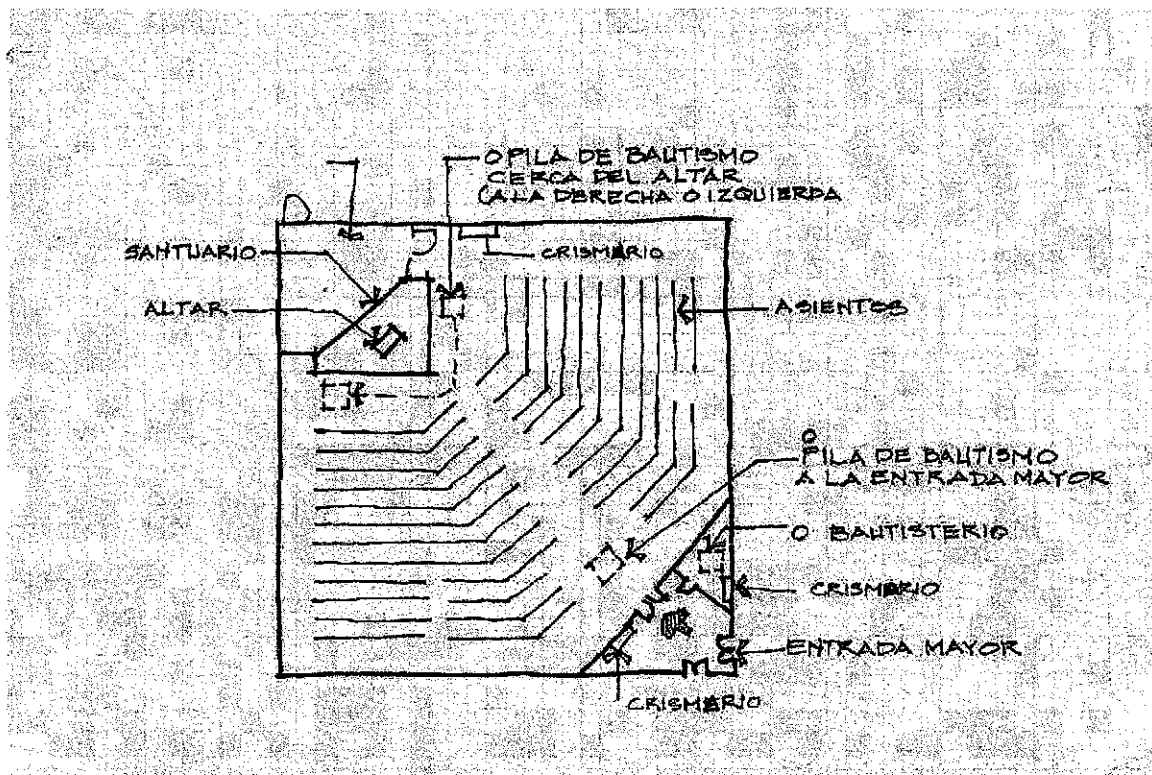 O PILA DE BAUTISMO
CERCA DEL ALTAR
(A LA DERECHA O IZQUIERDA
SANTUARIO
CRISMARIO
ALTAR
ASIENTOS
O
PILA DE BAUTISMO
A LA ENTRADA MAYOR
O BAUTISTERIO
CRISMARIO
ENTRADA MAYOR
CRISMARIO